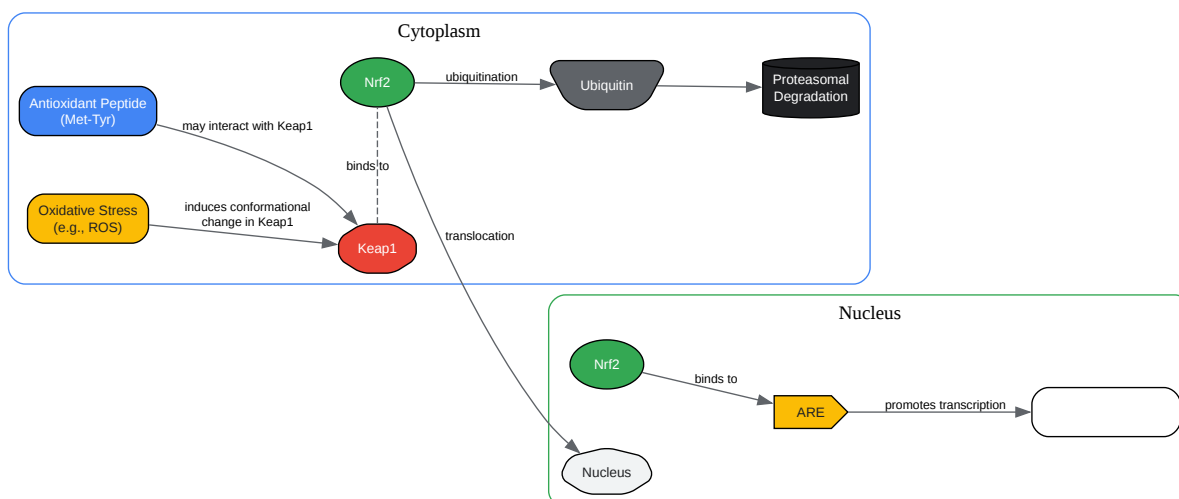 Cytoplasm
Nrf2
ubiquitination
Ubiquitin
Proteasomal
Degradation
Antioxidant Peptide
(Met-Tyr)
may interact with Keap1
binds to
Oxidative Stress
(e.g., ROS)
induces conformational
change in Keap1
Keap1
translocation
Nucleus
Nrf2
binds to
ARE
promotes transcription
Nucleus